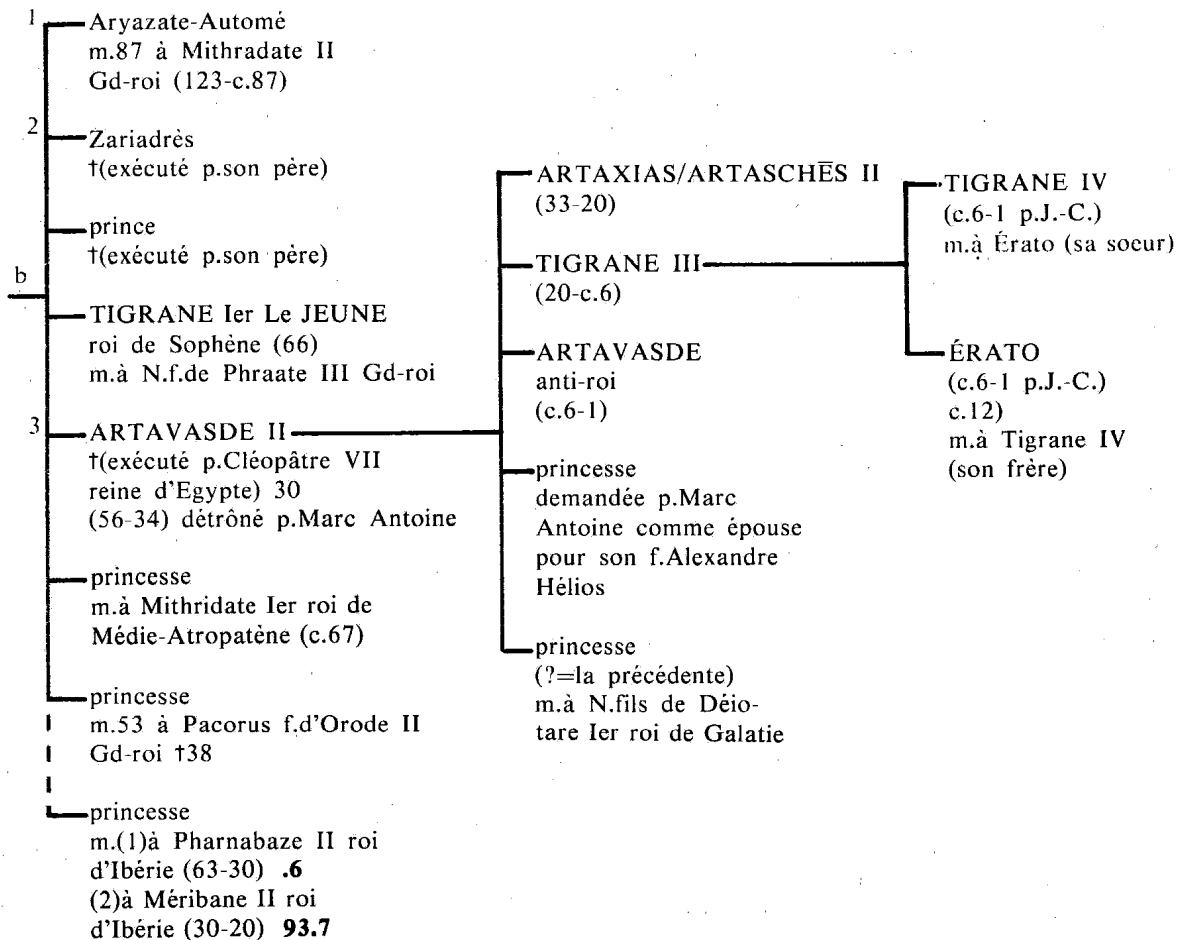 1
Aryazate-Automé
m.87 à Mithradate II
Gd-roi (123-c.87)
2
Zariadrès
†(exécuté p.son père)
prince
†(exécuté p.son père)
b
TIGRANE Ier Le JEUNE
roi de Sophène (66)
m.à N.f.de Phraate III Gd-roi
3
ARTAVASDE II
†(exécuté p.Cléopâtre VII
reine d'Egypte) 30
(56-34) détrôné p.Marc Antoine
princesse
m.à Mithridate Ier roi de
Médie-Atropatène (c.67)
princesse
m.53 à Pacorus f.d'Orode II
Gd-roi †38
princesse
m.(1)à Pharnabaze II roi
d'Ibérie (63-30) .6
(2)à Méribane II roi
d'Ibérie (30-20) 93.7
ARTAXIAS/ARTASCHĒS II
(33-20)
TIGRANE III
(20-c.6)
ARTAVASDE
anti-roi
(c.6-1)
princesse
demandée p.Marc
Antoine comme épouse
pour son f.Alexandre
Hélios
princesse
(?=la précédente)
m.à N.fils de Déio-
tare Ier roi de Galatie
TIGRANE IV
(c.6-1 p.J.-C.)
m.à Érato (sa soeur)
ÉRATO
(c.6-1 p.J.-C.)
c.12)
m.à Tigrane IV
(son frère)